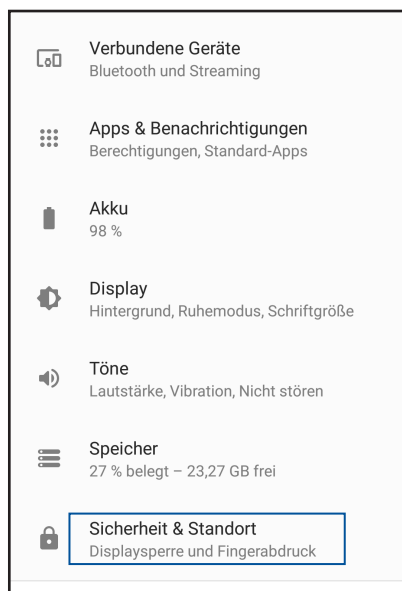 Verbundene Geräte
Bluetooth und Streaming
Apps & Benachrichtigungen
Berechtigungen, Standard-Apps
Akku
98 %
Display
Hintergrund, Ruhemodus, Schriftgröße
Töne
Lautstärke, Vibration, Nicht stören
Speicher
27 % belegt – 23,27 GB frei
Sicherheit & Standort
Displaysperre und Fingerabdruck